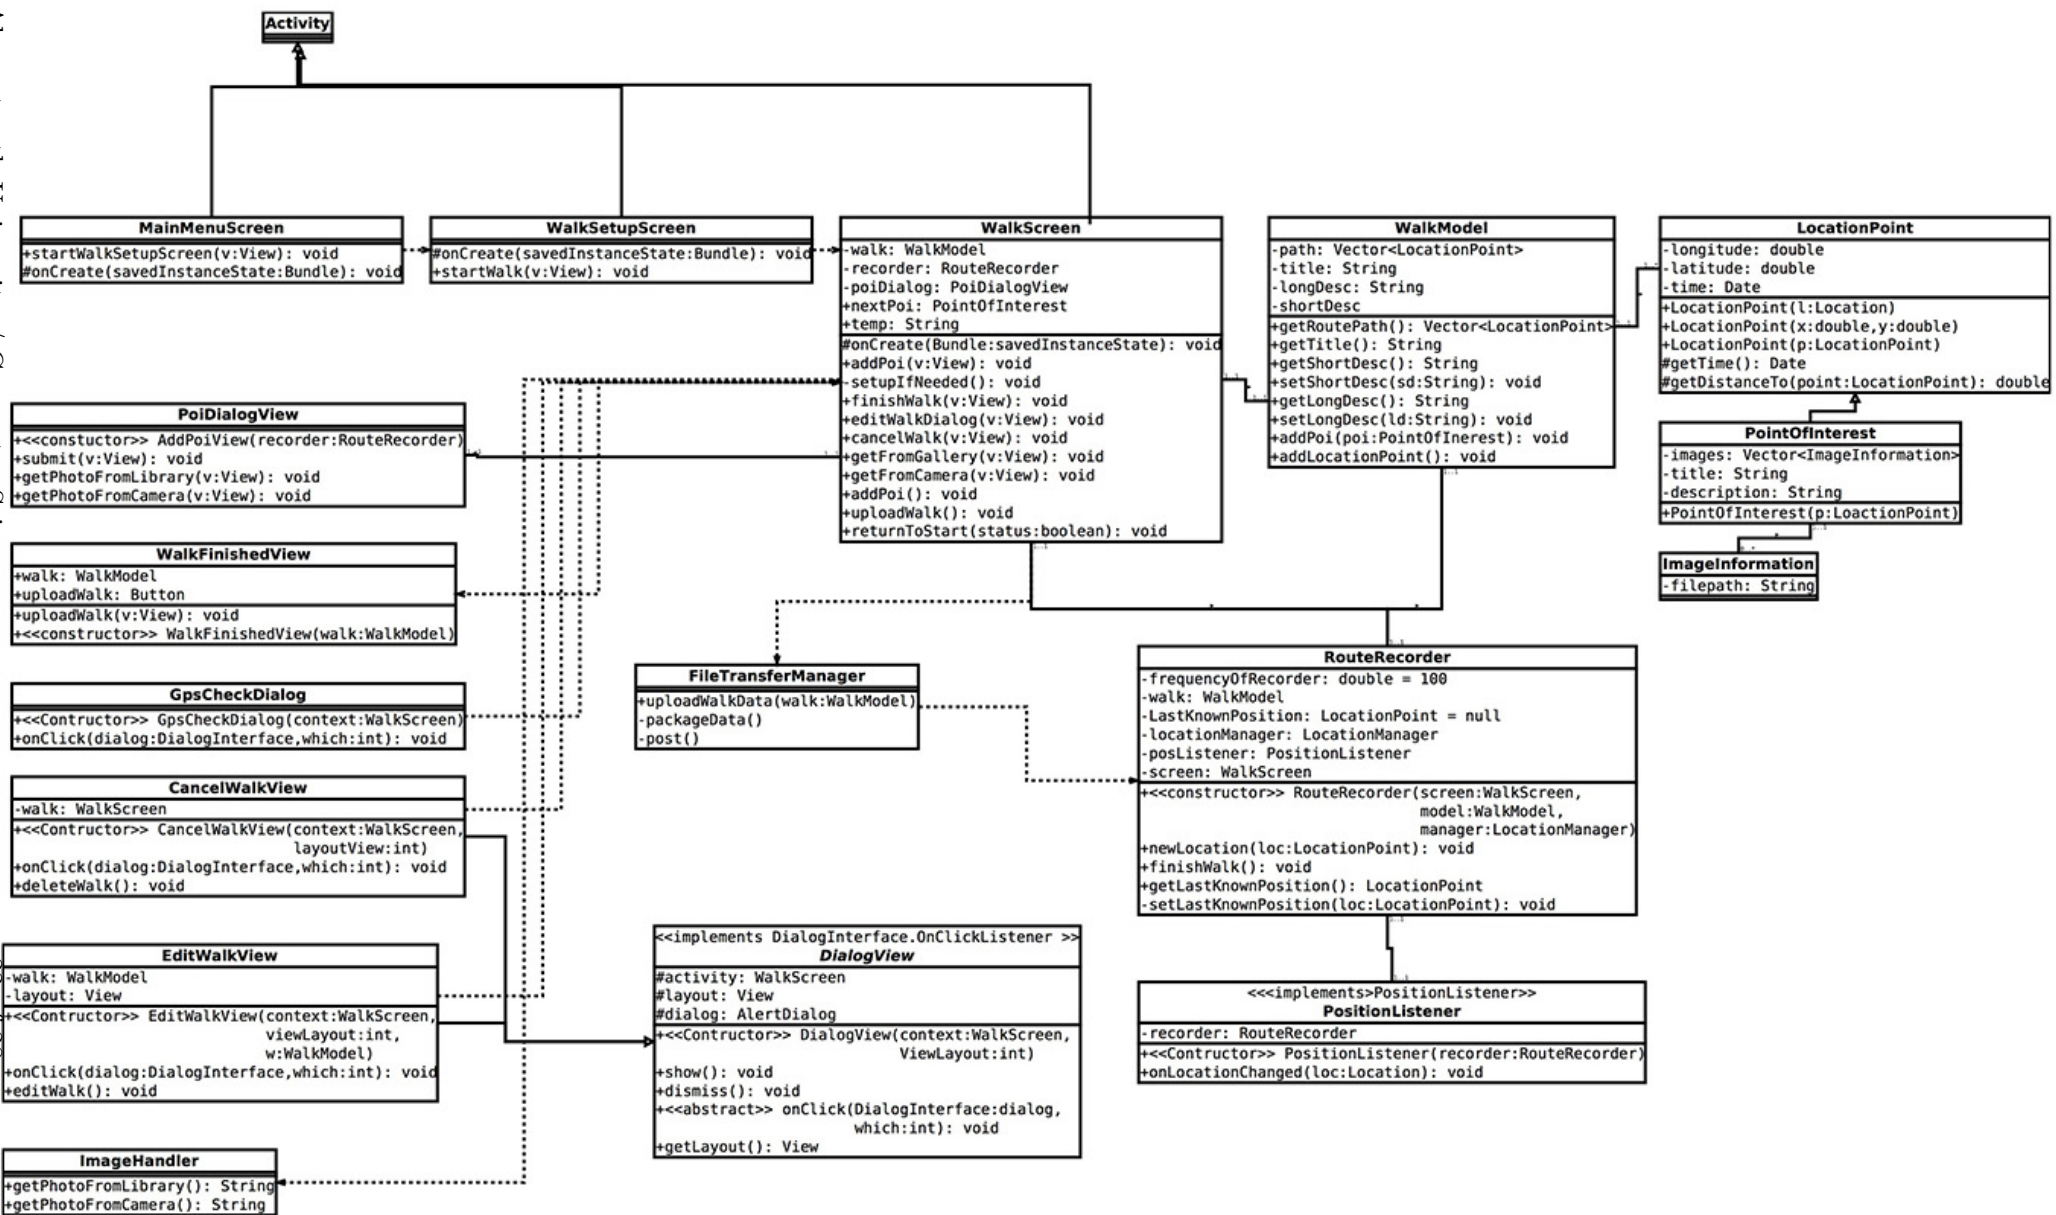 Activity
MainMenuScreen
+startWalkSetupScreen(v:View): void
#onCreate(savedInstanceState:Bundle): void
WalkSetupScreen
#onCreate(savedInstanceState:Bundle): void
+startWalk(v:View): void
WalkScreen
-walk: WalkModel
-recorder: RouteRecorder
-poiDialog: PoiDialogView
+nextPoi: PointOfInterest
+temp: String
#onCreate(Bundle:savedInstanceState): void
+addPoi(v:View): void
-setupIfNeeded(): void
+finishWalk(v:View): void
+editWalkDialog(v:View): void
+cancelWalk(v:View): void
+getFromGallery(v:View): void
+getFromCamera(v:View): void
+addPoi(): void
+uploadWalk(): void
+returnToStart(status:boolean): void
WalkModel
-path: Vector<LocationPoint>
-title: String
-longDesc: String
-shortDesc
+getRoutePath(): Vector<LocationPoint>
+getTitle(): String
+getShortDesc(): String
+setShortDesc(sd:String): void
+getLongDesc(): String
+setLongDesc(ld:String): void
+addPoi(poi:PointOfInerest): void
+addLocationPoint(): void
LocationPoint
-longitude: double
-latitude: double
-time: Date
+LocationPoint(l:Location)
+LocationPoint(x:double,y:double)
+LocationPoint(p:LocationPoint)
#getTime(): Date
#getDistanceTo(point:LocationPoint): double
PointOfInterest
-images: Vector<ImageInformation>
-title: String
-description: String
+PointOfInterest(p:LoactionPoint)
ImageInformation
-filepath: String
PoiDialogView
+<<constuctor>> AddPoiView(recorder:RouteRecorder)
+submit(v:View): void
+getPhotoFromLibrary(v:View): void
+getPhotoFromCamera(v:View): void
WalkFinishedView
+walk: WalkModel
+uploadWalk: Button
+uploadWalk(v:View): void
+<<constructor>> WalkFinishedView(walk:WalkModel)
GpsCheckDialog
+<<Contructor>> GpsCheckDialog(context:WalkScreen)
+onClick(dialog:DialogInterface,which:int): void
CancelWalkView
-walk: WalkScreen
+<<Contructor>> CancelWalkView(context:WalkScreen,
layoutView:int)
+onClick(dialog:DialogInterface,which:int): void
+deleteWalk(): void
EditWalkView
-walk: WalkModel
-layout: View
+<<Contructor>> EditWalkView(context:WalkScreen,
viewLayout:int,
w:WalkModel)
+onClick(dialog:DialogInterface,which:int): void
+editWalk(): void
ImageHandler
+getPhotoFromLibrary(): String
+getPhotoFromCamera(): String
FileTransferManager
+uploadWalkData(walk:WalkModel)
-packageData()
-post()
<<implements DialogInterface.OnClickListener >>
DialogView
#activity: WalkScreen
#layout: View
#dialog: AlertDialog
+<<Contructor>> DialogView(context:WalkScreen,
ViewLayout:int)
+show(): void
+dismiss(): void
+<<abstract>> onClick(DialogInterface:dialog,
which:int): void
+getLayout(): View
RouteRecorder
-frequencyOfRecorder: double = 100
-walk: WalkModel
-LastKnownPosition: LocationPoint = null
-locationManager: LocationManager
-posListener: PositionListener
-screen: WalkScreen
+<<constructor>> RouteRecorder(screen:WalkScreen,
model:WalkModel,
manager:LocationManager)
+newLocation(loc:LocationPoint): void
+finishWalk(): void
+getLastKnownPosition(): LocationPoint
-setLastKnownPosition(loc:LocationPoint): void
<<<implements>PositionListener>>
PositionListener
-recorder: RouteRecorder
+<<Contructor>> PositionListener(recorder:RouteRecorder)
+onLocationChanged(loc:Location): void